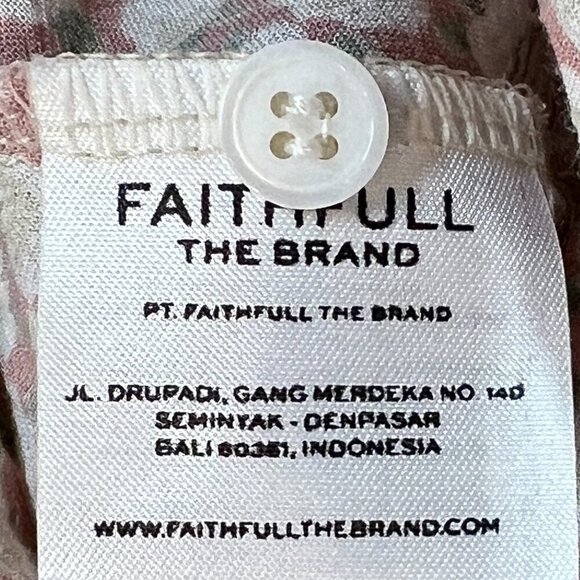 FAITHFULL
THE BRAND
PT. FAITHFULL THE BRAND
JL. DRUPADI, GANG MERDEKA NO. 14D
SEMINYAK - DENPASAR
BALI 80361, INDONESIA
WWW.FAITHFULLTHEBRAND.COM